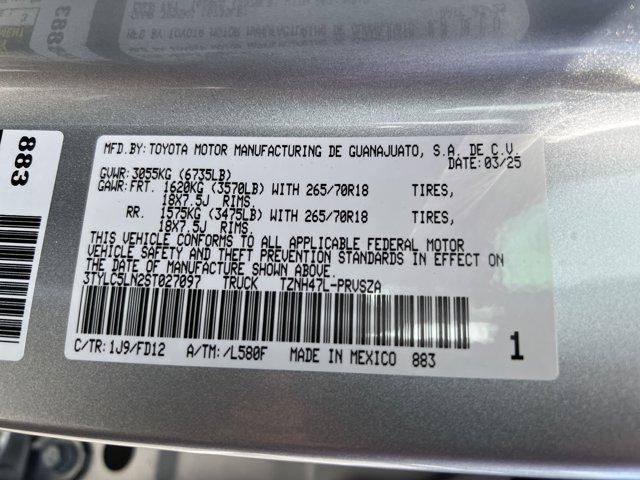 883
MFD.BY: TOYOTA MOTOR MANUFACTURING DE GUANAJUATO, S.A. DE C.V.
DATE: 03/25
GVWR: 3055KG (6735LB)
GAWR: FRT. 1620KG (3570LB) WITH 265/70R18 TIRES,
18X7.5J RIMS,
RR. 1575KG (3475LB) WITH 265/70R18 TIRES,
18X7.5J RIMS,
THIS VEHICLE CONFORMS TO ALL APPLICABLE FEDERAL MOTOR
VEHICLE SAFETY AND THEFT PREVENTION STANDARDS IN EFFECT ON
THE DATE OF MANUFACTURE SHOWN ABOVE.
3TYLC5LN2ST027097 TRUCK TZNH47L-PRVSZA
C/TR: 1J9/FD12 A/TM: /L580F MADE IN MEXICO 883
1